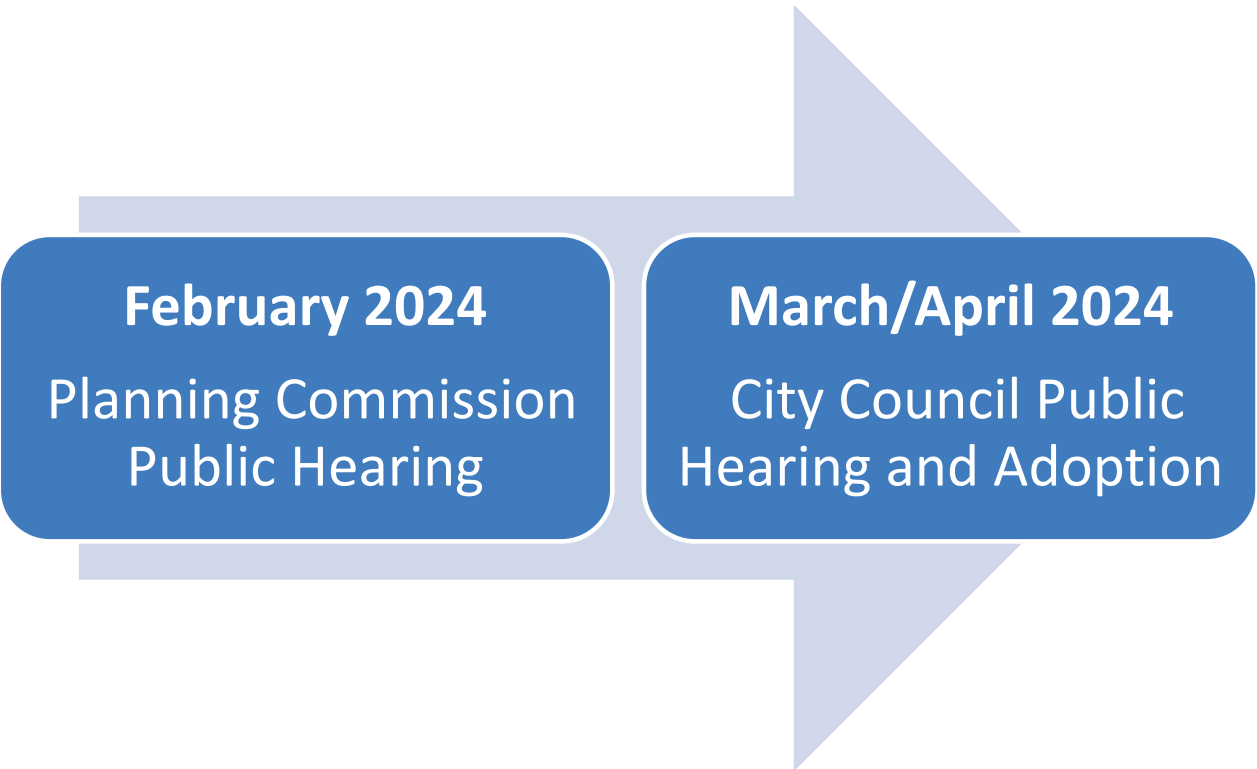 February 2024
Planning Commission
Public Hearing
March/April 2024
City Council Public
Hearing and Adoption